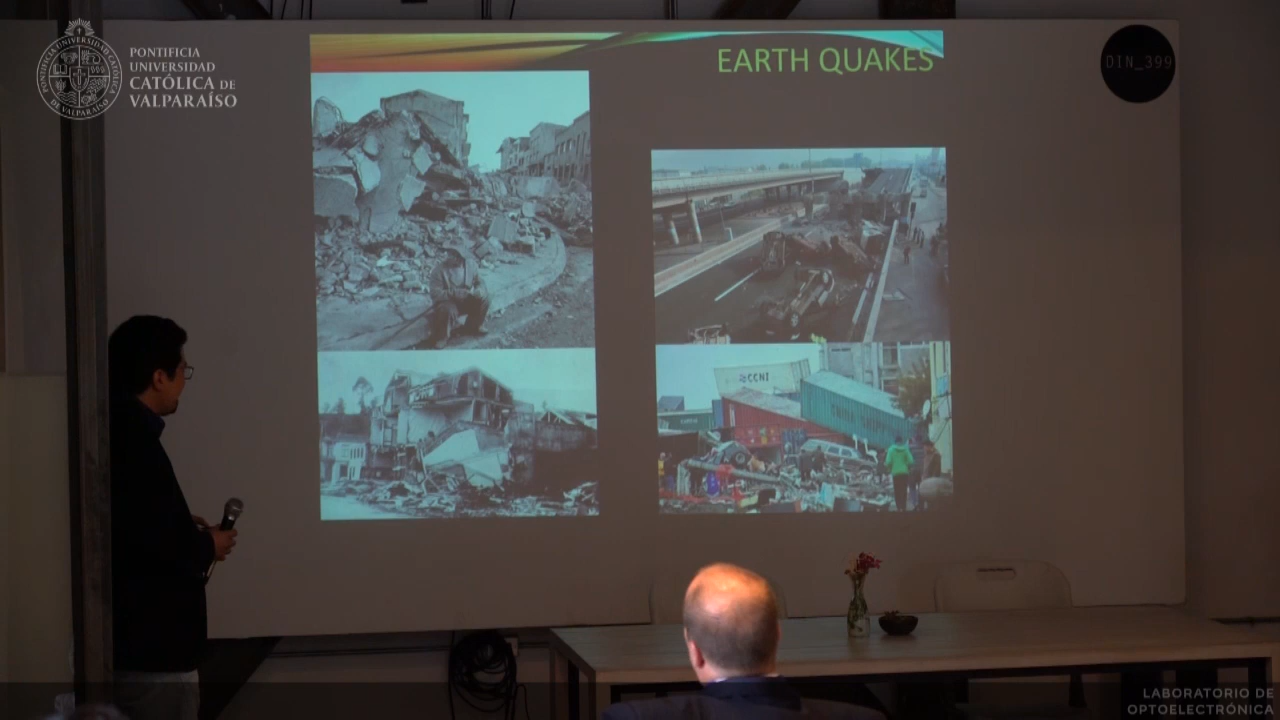 PONTIFICIA
UNIVERSIDAD
CATÓLICA DE
VALPARAÍSO
EARTH QUAKES
DIN_399
CCNI
LABORATORIO DE
OPTOELECTRÓNICA